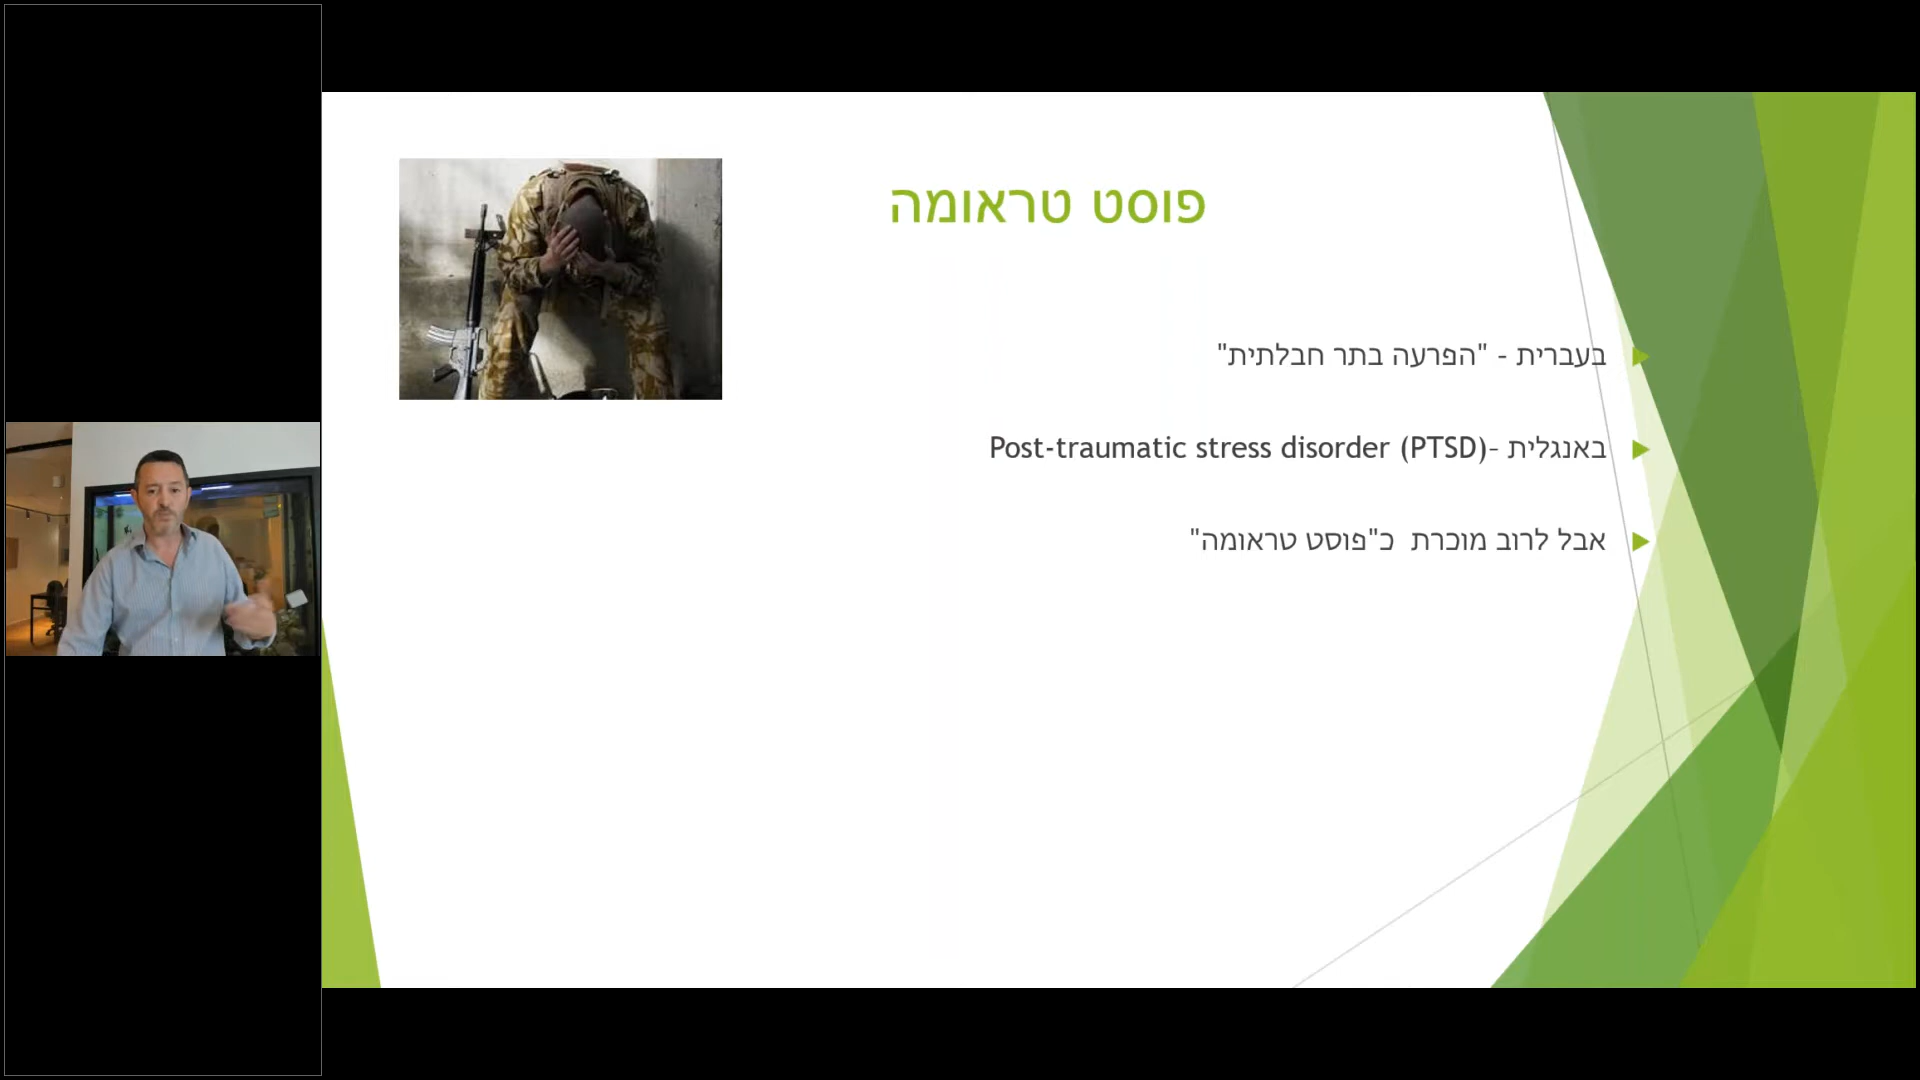 פוסט טראומה
בעברית - "הפרעה בתר חבלתית"
באנגלית -Post-traumatic stress disorder (PTSD)
אבל לרוב מוכרת  כ"פוסט טראומה"